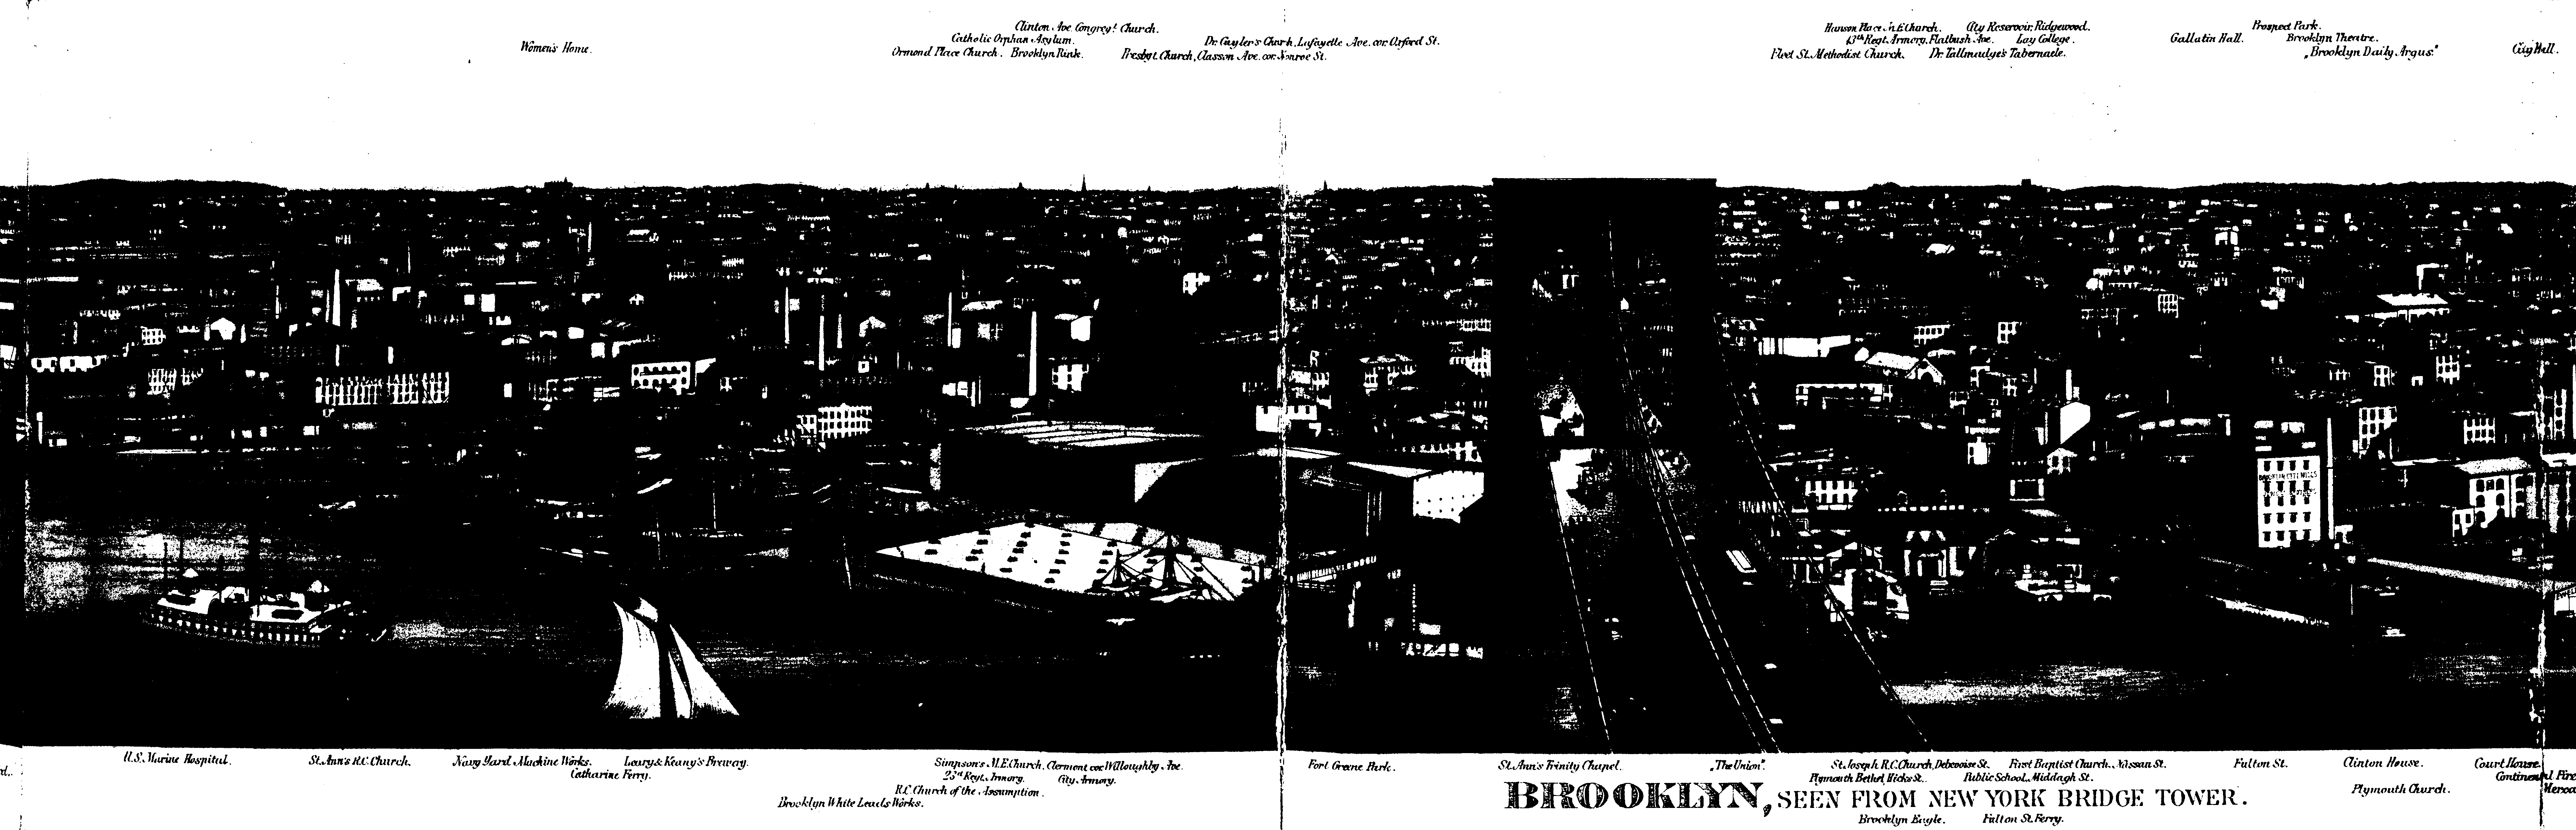 Clinton Ave. Congregt. Church.
Women's Home.
Catholic Orphan Asylum.
Dr. Cuyler's Church, Lafayette Ave. cor. Oxford St.
Ormond Place Church. Brooklyn Rink.
Presbyt. Church, Classon Ave. cor. Monroe St.
Hanson Place M.E. Church.
City Reservoir, Ridgewood.
13th Regt. Armory, Flatbush Ave.
Lay College.
Fleet St. Methodist Church.
Dr. Tallmadge's Tabernacle.
Prospect Park.
Gallatin Hall.
Brooklyn Theatre.
„Brooklyn Daily Argus."
City Hall.
BROOKLYN CITY MILLS
U.S. Marine Hospital.
St. Ann's R.C. Church.
Navy Yard Machine Works.
Leary & Keany's Brewery.
Catharine Ferry.
Simpson's M.E. Church, Clermont cor. Willoughby Ave.
23rd Regt. Armory.
City Armory.
R.C. Church of the Assumption.
Brooklyn White Leads Works.
Fort Greene Park.
St. Ann's Trinity Chapel.
„The Union".
St. Joseph R.C. Church, Debevoise St.
First Baptist Church, Nassau St.
Plymouth Bethel, Hicks St.
Public School, Middagh St.
Fulton St.
Clinton House.
Court House.
Continental Fire
Plymouth Church.
BROOKLYN, SEEN FROM NEW YORK BRIDGE TOWER.
Brooklyn Eagle.
Fulton St. Ferry.